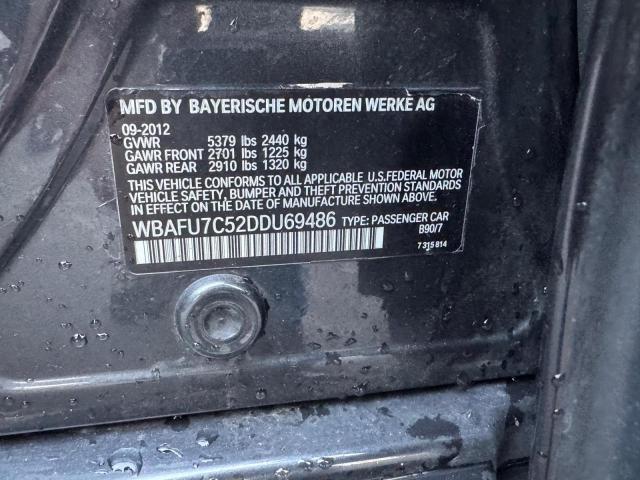 MFD BY BAYERISCHE MOTOREN WERKE AG
09-2012
GVWR 5379 lbs 2440 kg
GAWR FRONT 2701 lbs 1225 kg
GAWR REAR 2910 lbs 1320 kg
THIS VEHICLE CONFORMS TO ALL APPLICABLE U.S.FEDERAL MOTOR
VEHICLE SAFETY, BUMPER AND THEFT PREVENTION STANDARDS
IN EFFECT ON THE DATE OF MANUFACTURE SHOWN ABOVE.
WBAFU7C52DDU69486 TYPE: PASSENGER CAR
B90/7
7 315 814